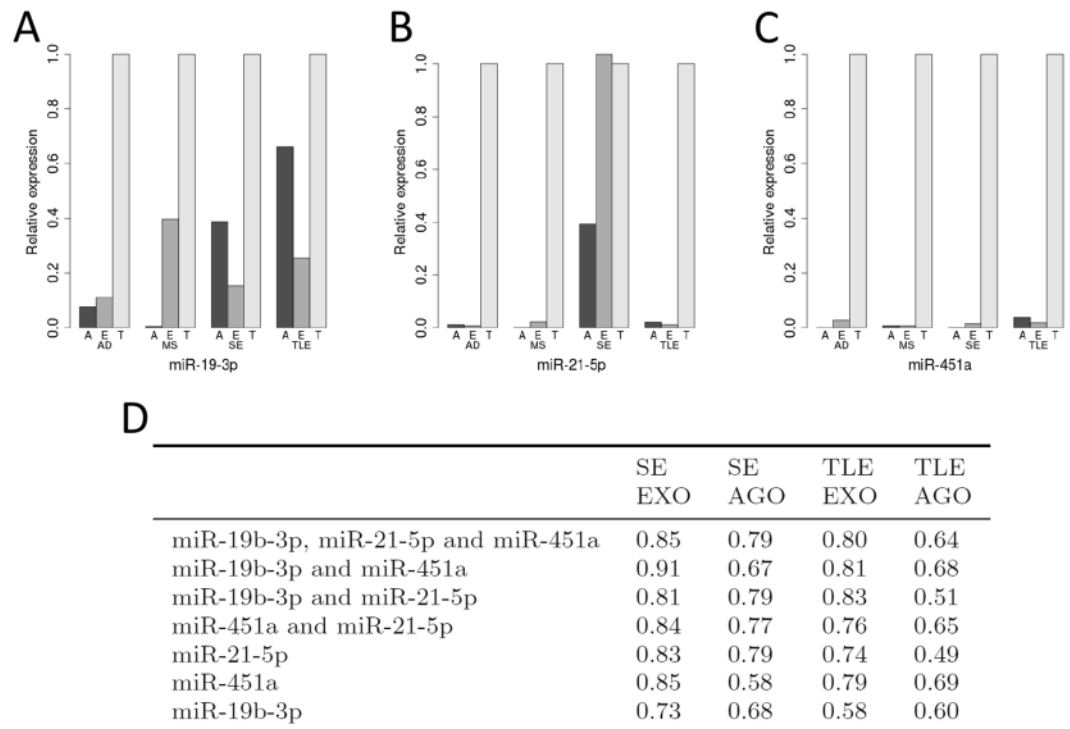 A
B
C
Relative expression
0.0 0.2 0.4 0.6 0.8 1.0
A E T A E T A E T A E T
AD MS SE TLE
miR-19-3p
Relative expression
0.0 0.2 0.4 0.6 0.8 1.0
A E T A E T A E T A E T
AD MS SE TLE
miR-21-5p
Relative expression
0.0 0.2 0.4 0.6 0.8 1.0
A E T A E T A E T A E T
AD MS SE TLE
miR-451a
D
SE SE TLE TLE
EXO AGO EXO AGO
miR-19b-3p, miR-21-5p and miR-451a 0.85 0.79 0.80 0.64
miR-19b-3p and miR-451a 0.91 0.67 0.81 0.68
miR-19b-3p and miR-21-5p 0.81 0.79 0.83 0.51
miR-451a and miR-21-5p 0.84 0.77 0.76 0.65
miR-21-5p 0.83 0.79 0.74 0.49
miR-451a 0.85 0.58 0.79 0.69
miR-19b-3p 0.73 0.68 0.58 0.60